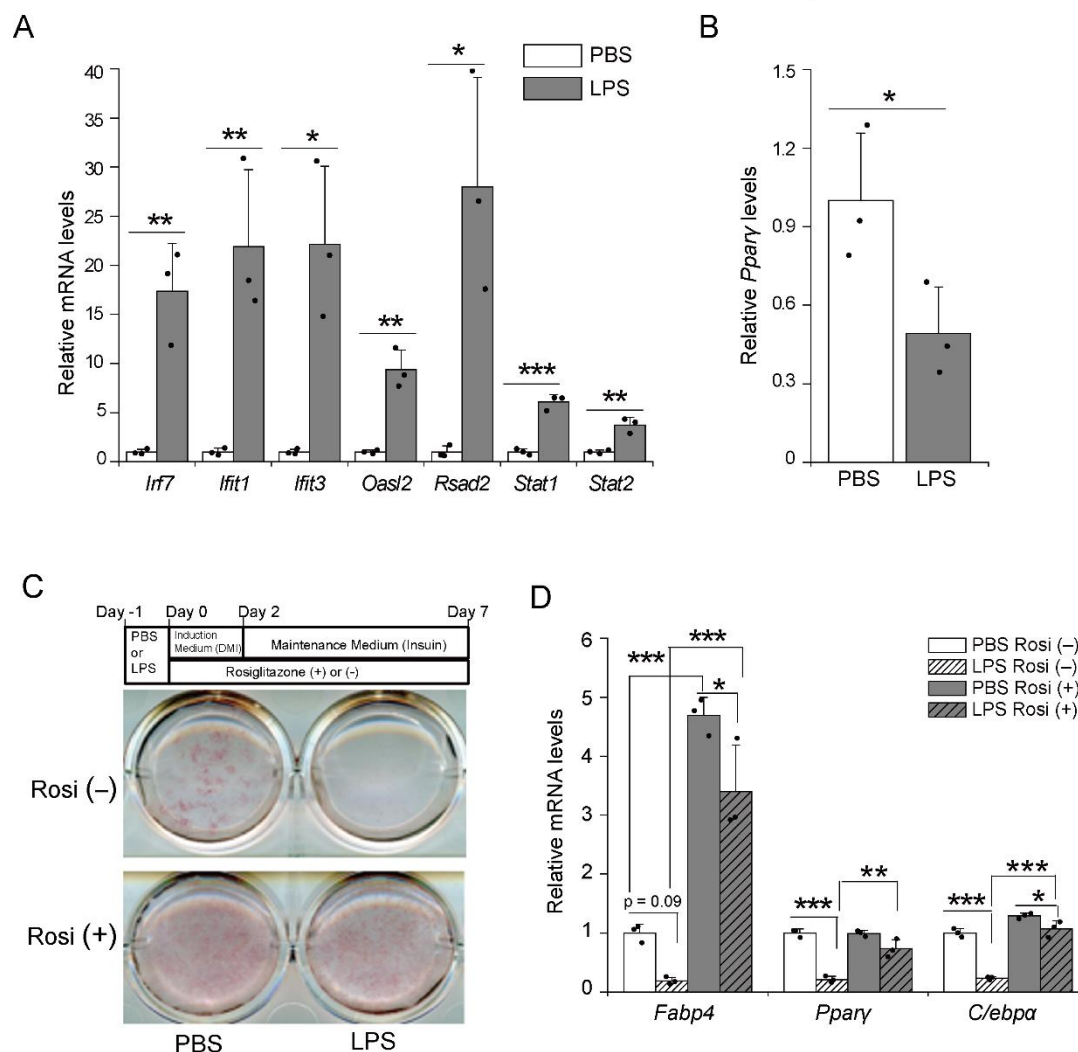 A
PBS
LPS
Relative mRNA levels
40
35
30
25
20
15
10
5
0
**
**
*
**
*
***
**
Irf7 Ifit1 Ifit3 Oasl2 Rsad2 Stat1 Stat2
B
Relative Pparγ levels
1.5
1.2
0.9
0.6
0.3
0
*
PBS LPS
C
Day -1 Day 0 Day 2 Day 7
PBS
or
LPS
Induction
Medium (DMI)
Maintenance Medium (Insuin)
Rosiglitazone (+) or (-)
Rosi (–)
Rosi (+)
PBS LPS
D
PBS Rosi (–)
LPS Rosi (–)
PBS Rosi (+)
LPS Rosi (+)
Relative mRNA levels
6
5
4
3
2
1
0
***
***
*
p = 0.09
***
**
***
***
*
Fabp4 Pparγ C/ebpα